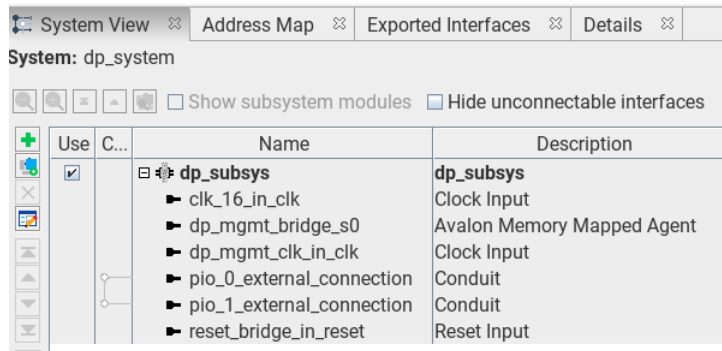 System View Address Map Exported Interfaces Details
System: dp_system
Show subsystem modules Hide unconnectable interfaces
Use C... Name Description
dp_subsys dp_subsys
clk_16_in_clk Clock Input
dp_mgmt_bridge_s0 Avalon Memory Mapped Agent
dp_mgmt_clk_in_clk Clock Input
pio_0_external_connection Conduit
pio_1_external_connection Conduit
reset_bridge_in_reset Reset Input